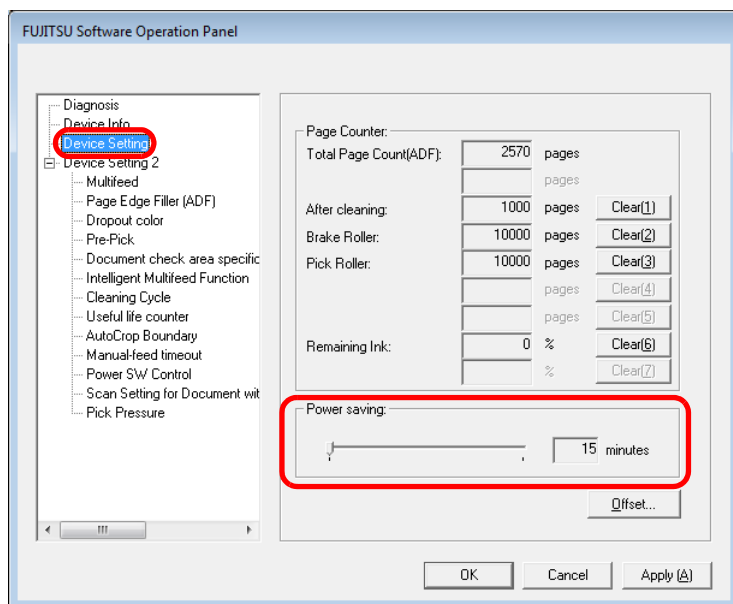 FUJITSU Software Operation Panel
Diagnosis
Device Info
Device Setting
Device Setting 2
Multifeed
Page Edge Filler (ADF)
Dropout color
Pre-Pick
Document check area specific
Intelligent Multifeed Function
Cleaning Cycle
Useful life counter
AutoCrop Boundary
Manual-feed timeout
Power SW Control
Scan Setting for Document wit
Pick Pressure
Page Counter:
Total Page Count(ADF): 2570 pages
pages
After cleaning: 1000 pages Clear(1)
Brake Roller: 10000 pages Clear(2)
Pick Roller: 10000 pages Clear(3)
pages Clear(4)
pages Clear(5)
Remaining Ink: 0 % Clear(6)
% Clear(7)
Power saving:
15 minutes
Offset...
OK Cancel Apply (A)